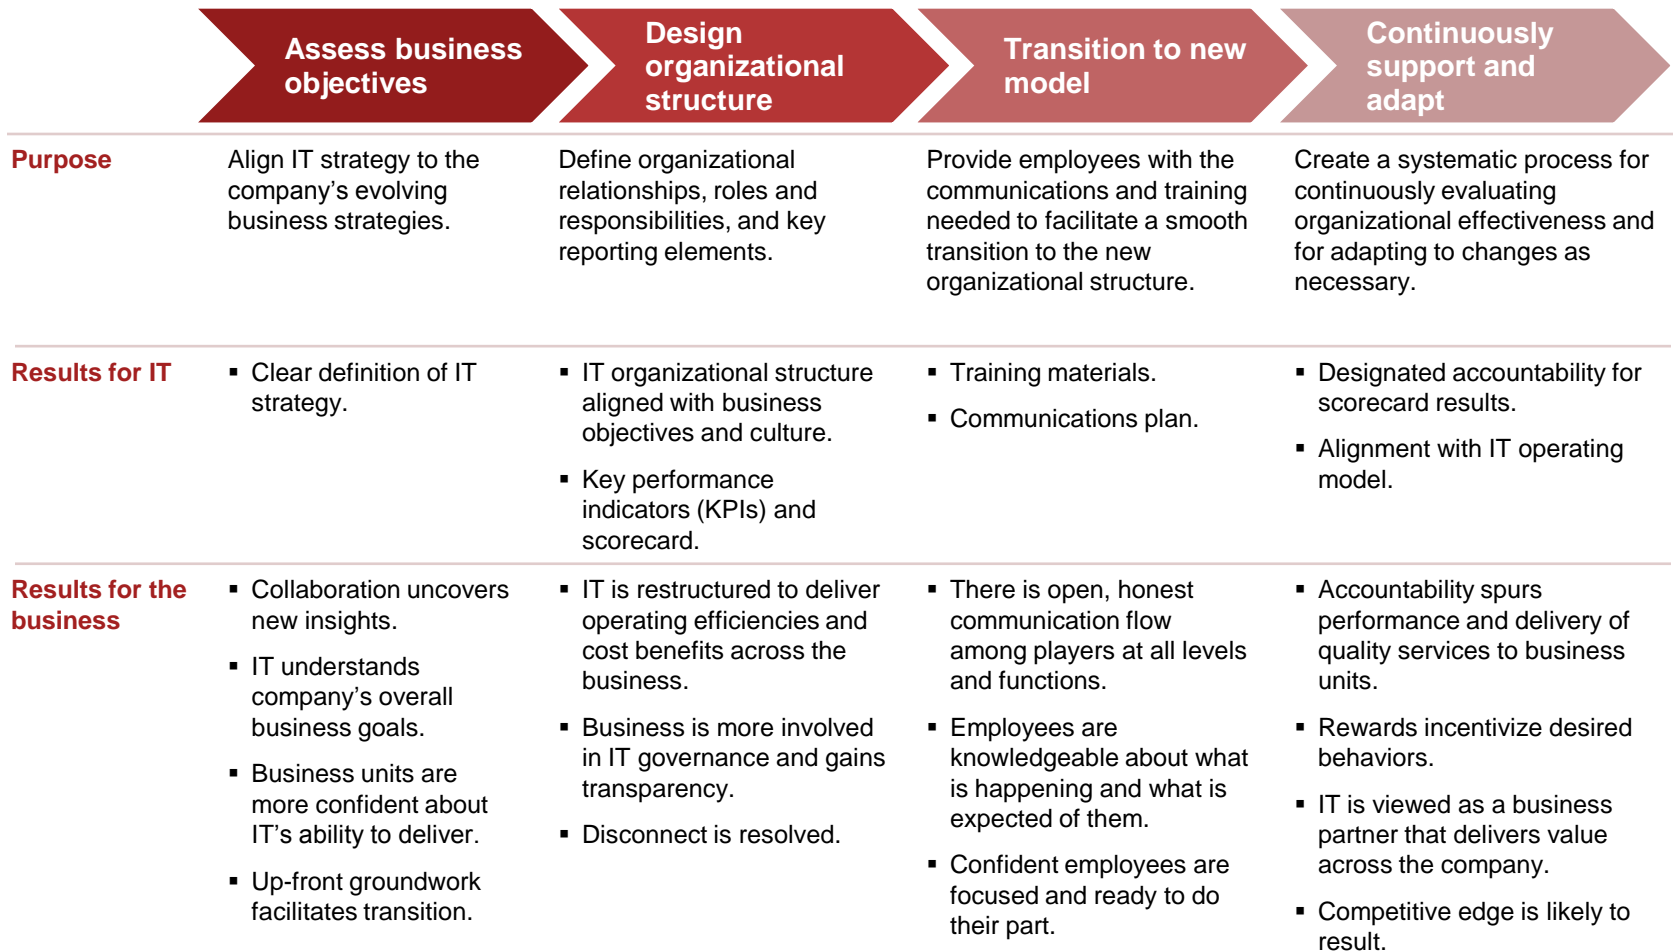 Assess business
objectives
Design
organizational
structure
Transition to new
model
Continuously
support and
adapt
Purpose
Align IT strategy to the
company’s evolving
business strategies.
Define organizational
relationships, roles and
responsibilities, and key
reporting elements.
Provide employees with the
communications and training
needed to facilitate a smooth
transition to the new
organizational structure.
Create a systematic process for
continuously evaluating
organizational effectiveness and
for adapting to changes as
necessary.
Results for IT
▪ Clear definition of IT
strategy.
▪ IT organizational structure
aligned with business
objectives and culture.
▪ Key performance
indicators (KPIs) and
scorecard.
▪ Training materials.
▪ Communications plan.
▪ Designated accountability for
scorecard results.
▪ Alignment with IT operating
model.
Results for the
business
▪ Collaboration uncovers
new insights.
▪ IT understands
company’s overall
business goals.
▪ Business units are
more confident about
IT’s ability to deliver.
▪ Up-front groundwork
facilitates transition.
▪ IT is restructured to deliver
operating efficiencies and
cost benefits across the
business.
▪ Business is more involved
in IT governance and gains
transparency.
▪ Disconnect is resolved.
▪ There is open, honest
communication flow
among players at all levels
and functions.
▪ Employees are
knowledgeable about what
is happening and what is
expected of them.
▪ Confident employees are
focused and ready to do
their part.
▪ Accountability spurs
performance and delivery of
quality services to business
units.
▪ Rewards incentivize desired
behaviors.
▪ IT is viewed as a business
partner that delivers value
across the company.
▪ Competitive edge is likely to
result.